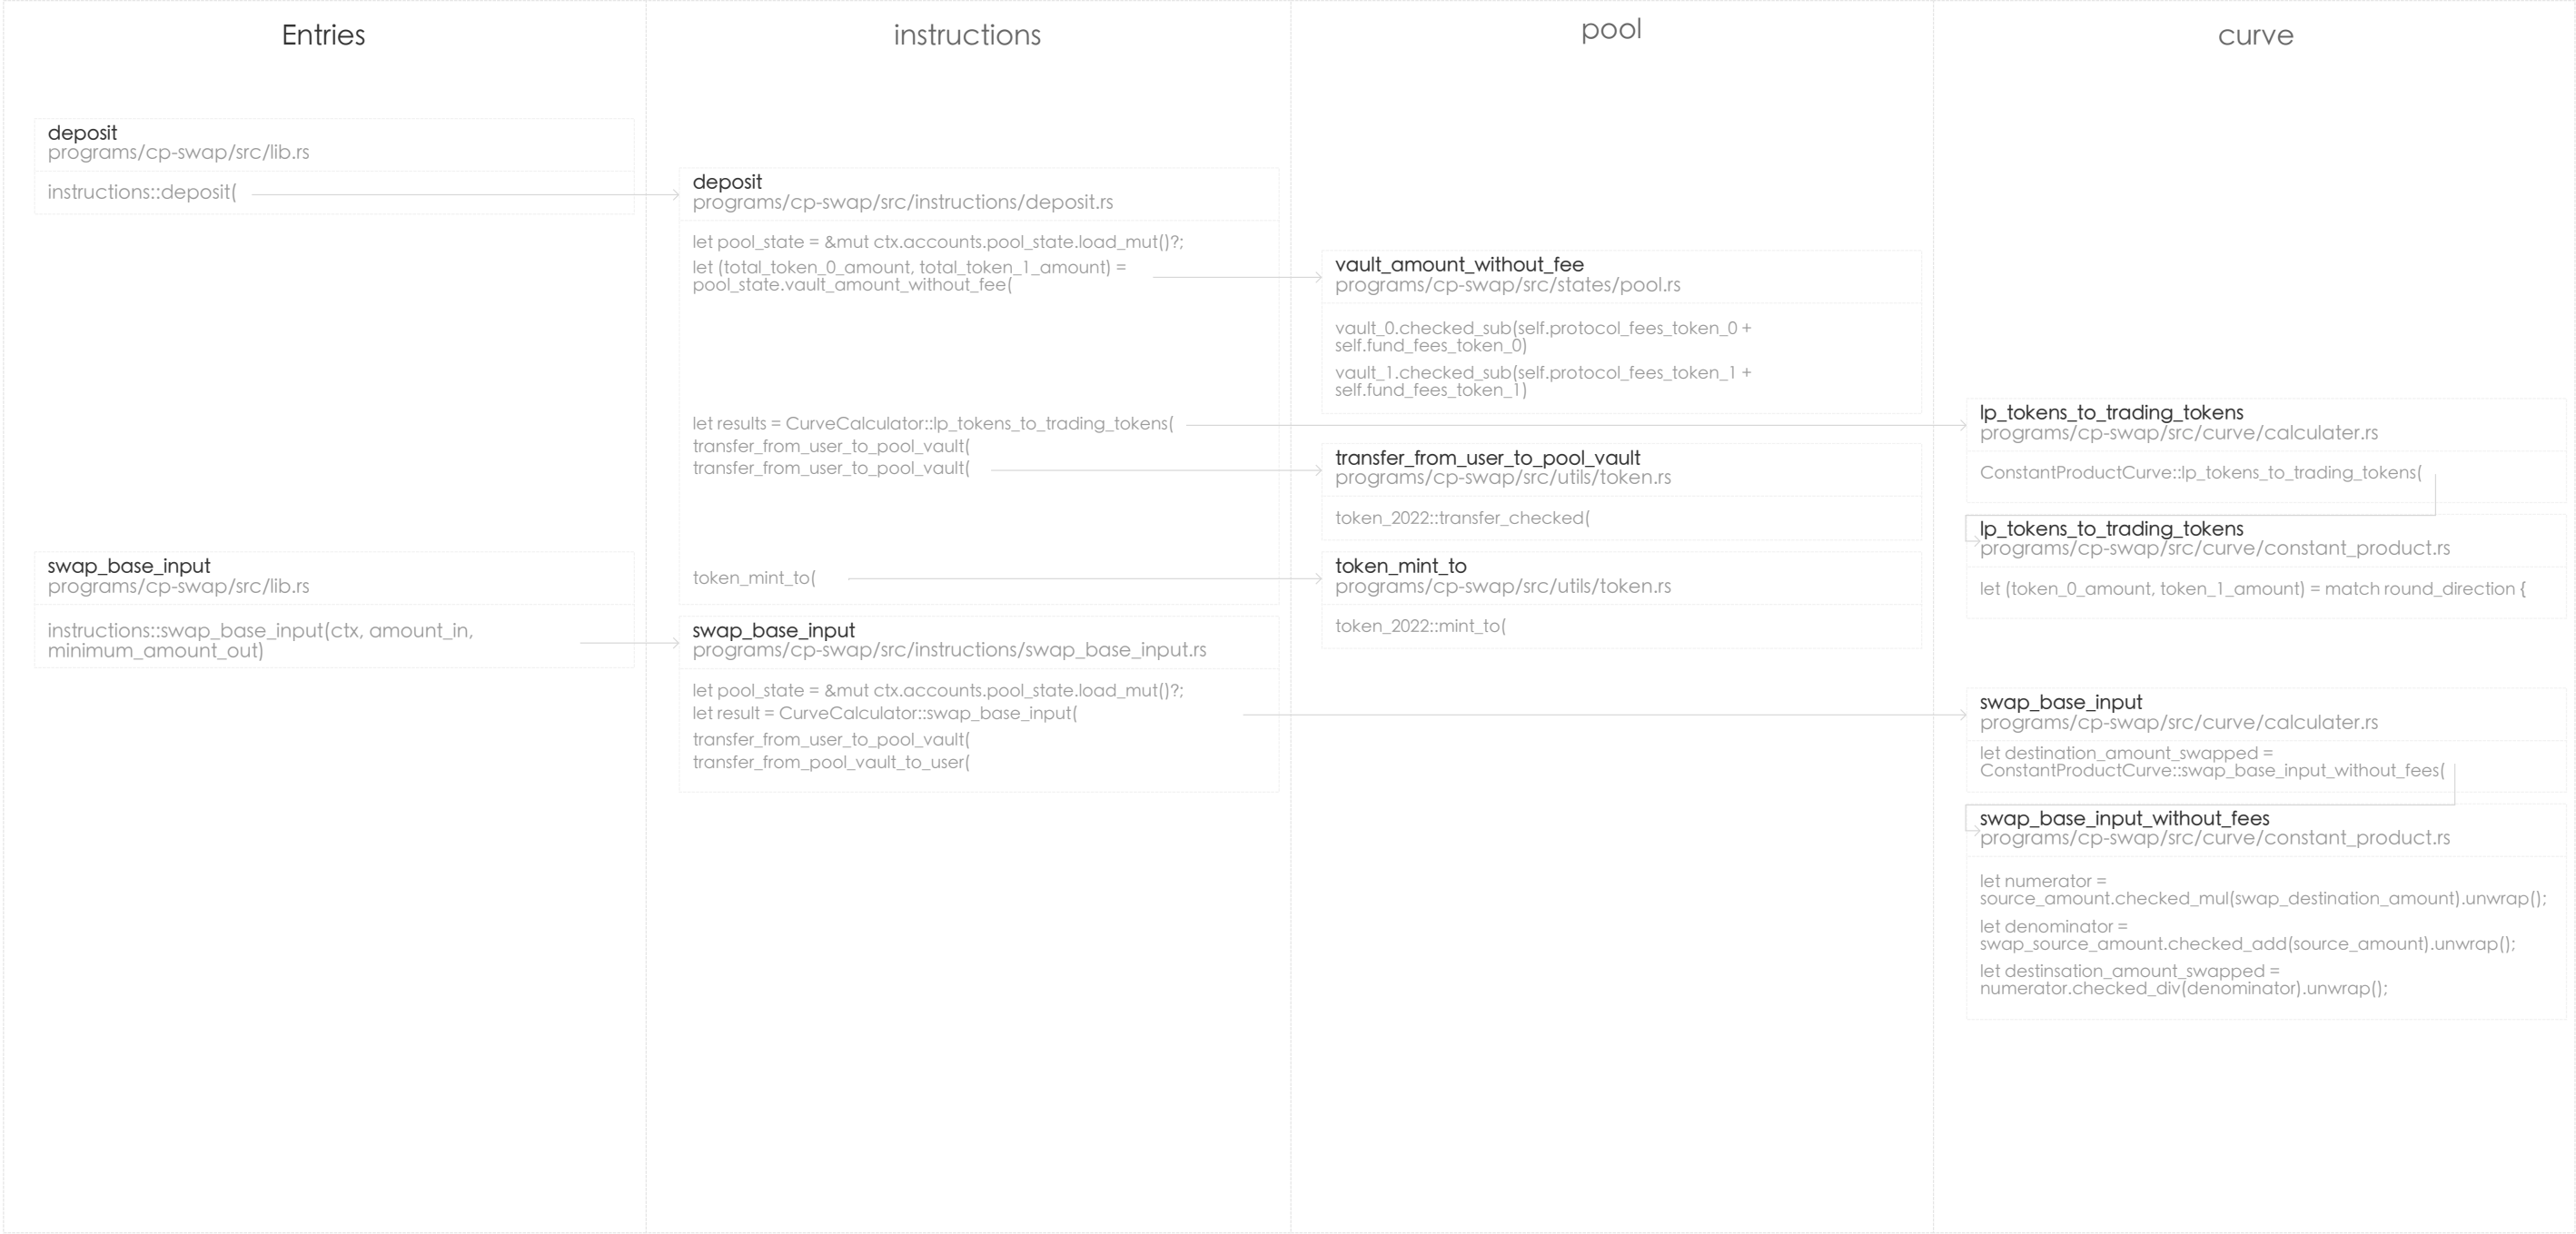 Entries
instructions
pool
curve
deposit
programs/cp-swap/src/lib.rs
instructions::deposit(
deposit
programs/cp-swap/src/instructions/deposit.rs
let pool_state = &mut ctx.accounts.pool_state.load_mut()?;
let (total_token_0_amount, total_token_1_amount) =
pool_state.vault_amount_without_fee(
let results = CurveCalculator::lp_tokens_to_trading_tokens(
transfer_from_user_to_pool_vault(
transfer_from_user_to_pool_vault(
token_mint_to(
vault_amount_without_fee
programs/cp-swap/src/states/pool.rs
vault_0.checked_sub(self.protocol_fees_token_0 +
self.fund_fees_token_0)
vault_1.checked_sub(self.protocol_fees_token_1 +
self.fund_fees_token_1)
lp_tokens_to_trading_tokens
programs/cp-swap/src/curve/calculater.rs
ConstantProductCurve::lp_tokens_to_trading_tokens(
transfer_from_user_to_pool_vault
programs/cp-swap/src/utils/token.rs
token_2022::transfer_checked(
lp_tokens_to_trading_tokens
programs/cp-swap/src/curve/constant_product.rs
let (token_0_amount, token_1_amount) = match round_direction {
token_mint_to
programs/cp-swap/src/utils/token.rs
token_2022::mint_to(
swap_base_input
programs/cp-swap/src/lib.rs
instructions::swap_base_input(ctx, amount_in,
minimum_amount_out)
swap_base_input
programs/cp-swap/src/instructions/swap_base_input.rs
let pool_state = &mut ctx.accounts.pool_state.load_mut()?;
let result = CurveCalculator::swap_base_input(
transfer_from_user_to_pool_vault(
transfer_from_pool_vault_to_user(
swap_base_input
programs/cp-swap/src/curve/calculater.rs
let destination_amount_swapped =
ConstantProductCurve::swap_base_input_without_fees(
swap_base_input_without_fees
programs/cp-swap/src/curve/constant_product.rs
let numerator =
source_amount.checked_mul(swap_destination_amount).unwrap();
let denominator =
swap_source_amount.checked_add(source_amount).unwrap();
let destinsation_amount_swapped =
numerator.checked_div(denominator).unwrap();